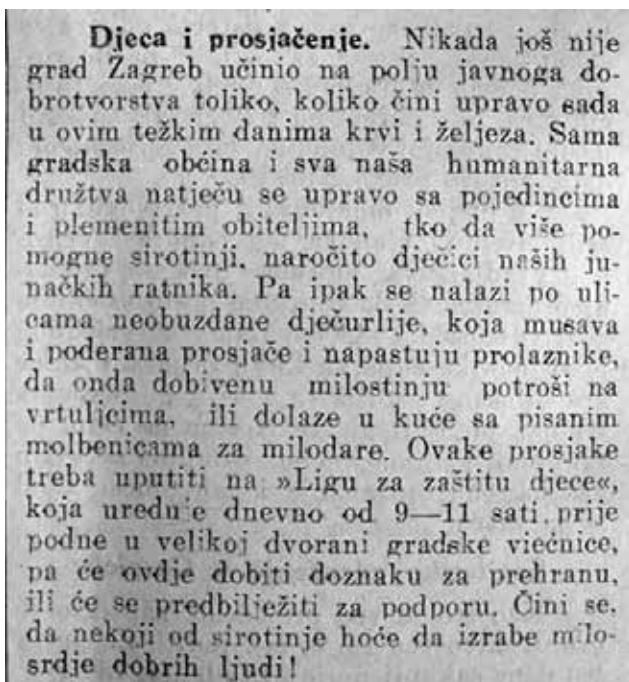 Djeca i prosjačenje. Nikada još nije
grad Zagreb učinio na polju javnoga do-
brotvorstva toliko, koliko čini upravo sada
u ovim težkim danima krvi i željeza. Sama
gradska občina i sva naša humanitarna
družtva natječu se upravo sa pojedincima
i plemenitim obiteljima, tko da više po-
mogne sirotinji, naročito dječici naših ju-
načkih ratnika. Pa ipak se nalazi po uli-
cama neobuzdane dječurlije, koja musava
i poderana prosjače i napastuju prolaznike,
da onda dobivenu milostinju potroši na
vrtuljcima, ili dolaze u kuće sa pisanim
molbenicama za milodare. Ovake prosjake
treba uputiti na »Ligu za zaštitu djece«,
koja ureduje dnevno od 9—11 sati prije
podne u velikoj dvorani gradske viećnice,
pa će ovdje dobiti doznaku za prehranu,
ili će se predbilježiti za podporu. Čini se,
da nekoji od sirotinje hoće da izrabe milo-
srdje dobrih ljudi!